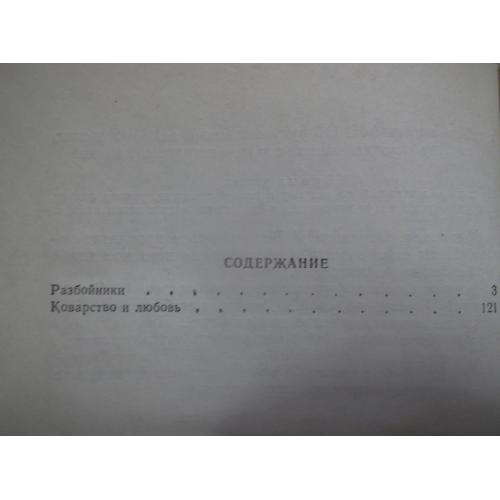 СОДЕРЖАНИЕ
Разбойники . . . . . . . . . . . . . . 3
Коварство и любовь . . . . . . . . . . . 121